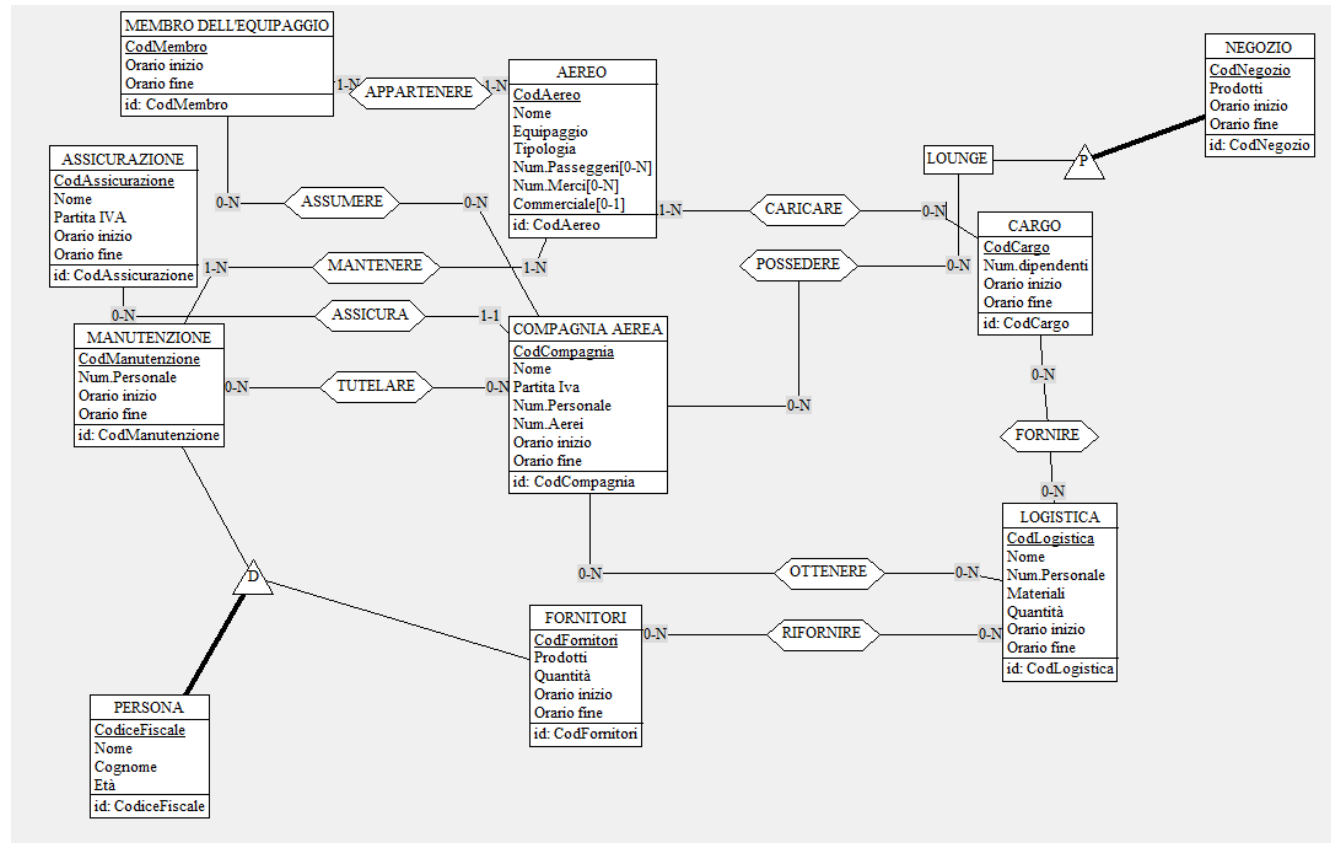 MEMBRO DELL'EQUIPAGGIO
CodMembro
Orario inizio
Orario fine
id: CodMembro
1-N
APPARTENERE
1-N
AEREO
CodAereo
Nome
Equipaggio
Tipologia
Num.Passeggeri[0-N]
Num.Merci[0-N]
Commerciale[0-1]
id: CodAereo
NEGOZIO
CodNegozio
Prodotti
Orario inizio
Orario fine
id: CodNegozio
LOUNGE
P
ASSICURAZIONE
CodAssicurazione
Nome
Partita IVA
Orario inizio
Orario fine
id: CodAssicurazione
0-N
ASSUMERE
0-N
1-N
CARICARE
0-N
CARGO
CodCargo
Num.dipendenti
Orario inizio
Orario fine
id: CodCargo
1-N
MANTENERE
1-N
POSSEDERE
0-N
0-N
ASSICURA
1-1
MANUTENZIONE
CodManutenzione
Num.Personale
Orario inizio
Orario fine
id: CodManutenzione
0-N
TUTELARE
0-N
COMPAGNIA AEREA
CodCompagnia
Nome
Partita Iva
Num.Personale
Num.Aerei
Orario inizio
Orario fine
id: CodCompagnia
0-N
0-N
FORNIRE
0-N
LOGISTICA
CodLogistica
Nome
Num.Personale
Materiali
Quantità
Orario inizio
Orario fine
id: CodLogistica
0-N
OTTENERE
0-N
D
FORNITORI
CodFornitori
Prodotti
Quantità
Orario inizio
Orario fine
id: CodFornitori
0-N
RIFORNIRE
0-N
PERSONA
CodiceFiscale
Nome
Cognome
Età
id: CodiceFiscale